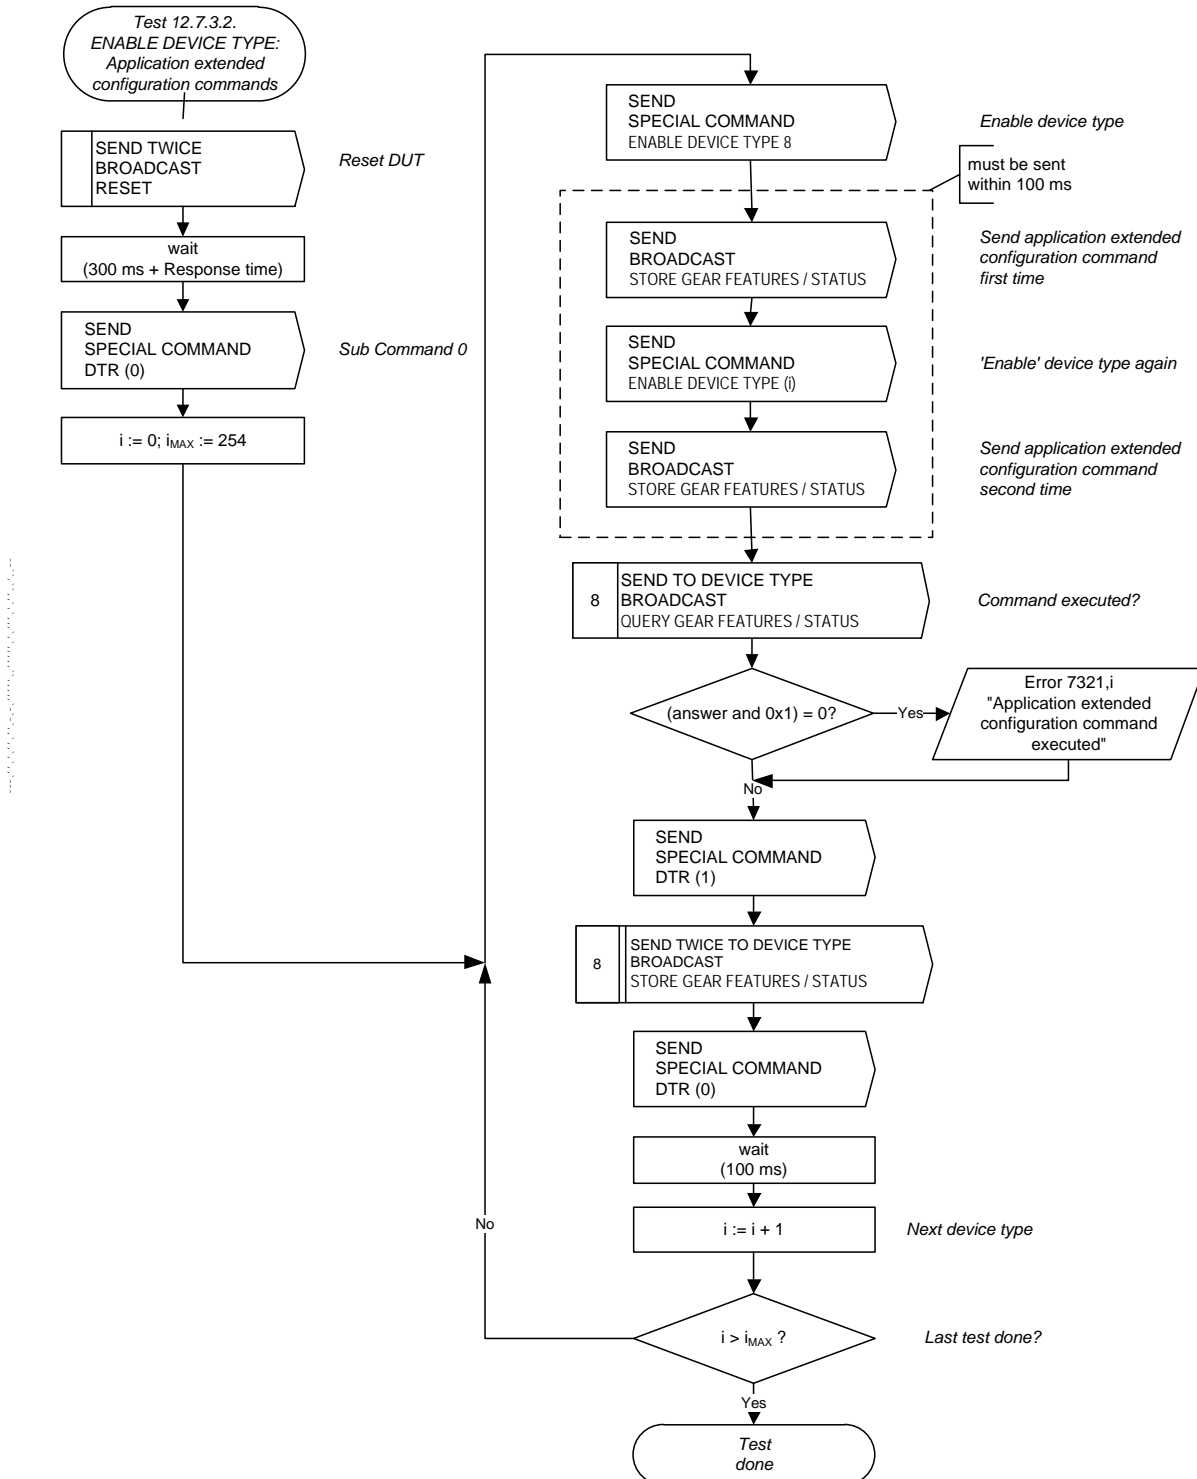 Test 12.7.3.2.
ENABLE DEVICE TYPE:
Application extended
configuration commands
SEND TWICE
BROADCAST
RESET
Reset DUT
wait
(300 ms + Response time)
SEND
SPECIAL COMMAND
DTR (0)
Sub Command 0
i := 0; iMAX := 254
SEND
SPECIAL COMMAND
ENABLE DEVICE TYPE 8
Enable device type
must be sent
within 100 ms
SEND
BROADCAST
STORE GEAR FEATURES / STATUS
Send application extended
configuration command
first time
SEND
SPECIAL COMMAND
ENABLE DEVICE TYPE (i)
'Enable' device type again
SEND
BROADCAST
STORE GEAR FEATURES / STATUS
Send application extended
configuration command
second time
8
SEND TO DEVICE TYPE
BROADCAST
QUERY GEAR FEATURES / STATUS
Command executed?
(answer and 0x1) = 0?
Yes
Error 7321,i
"Application extended
configuration command
executed"
No
SEND
SPECIAL COMMAND
DTR (1)
8
SEND TWICE TO DEVICE TYPE
BROADCAST
STORE GEAR FEATURES / STATUS
SEND
SPECIAL COMMAND
DTR (0)
wait
(100 ms)
i := i + 1
Next device type
No
i > iMAX ?
Last test done?
Yes
Test
done